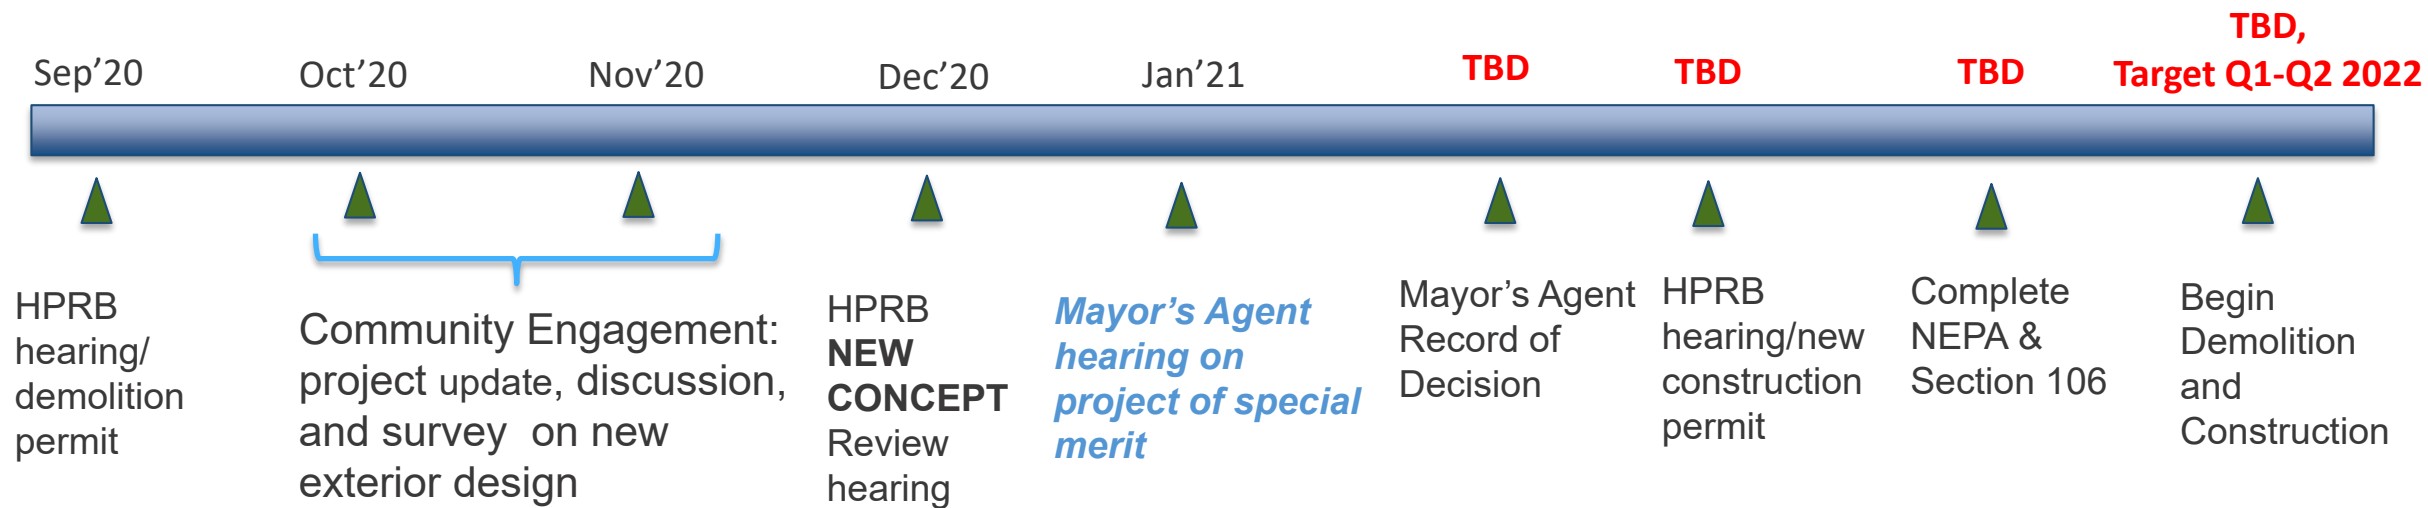 Sep’20
Oct’20
Nov’20
Dec’20
Jan’21
TBD
TBD
TBD
TBD,
Target Q1-Q2 2022
HPRB
hearing/
demolition
permit
Community Engagement:
project update, discussion,
and survey on new
exterior design
HPRB
NEW
CONCEPT
Review
hearing
Mayor’s Agent
hearing on
project of special
merit
Mayor’s Agent
Record of
Decision
HPRB
hearing/new
construction
permit
Complete
NEPA &
Section 106
Begin
Demolition
and
Construction